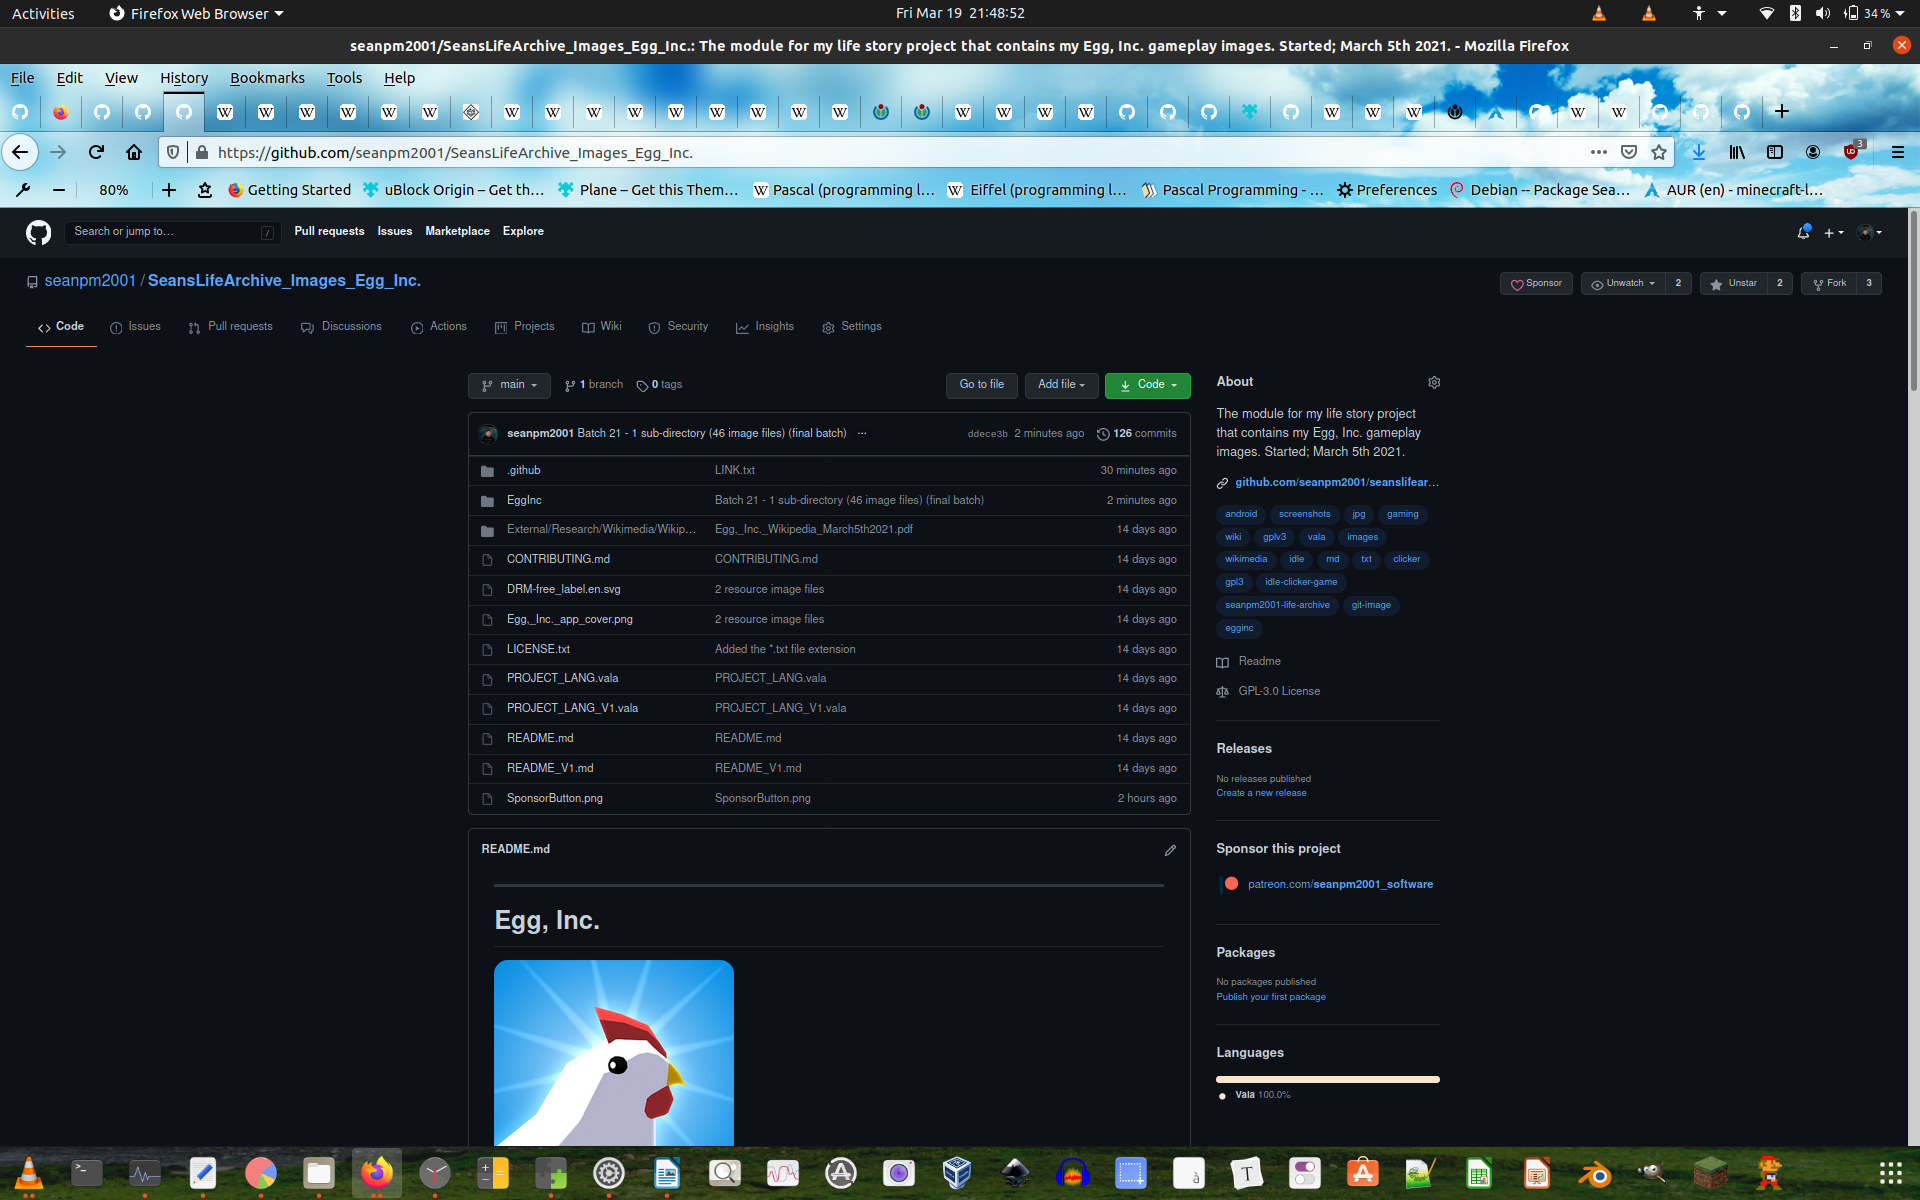 Activities Firefox Web Browser Fri Mar 19 21:48:52 34 %
seanpm2001/SeansLifeArchive_Images_Egg_Inc.: The module for my life story project that contains my Egg, Inc. gameplay images. Started; March 5th 2021. - Mozilla Firefox
File Edit View History Bookmarks Tools Help
https://github.com/seanpm2001/SeansLifeArchive_Images_Egg_Inc. 3
80% Getting Started uBlock Origin – Get th… Plane – Get this Them… Pascal (programming l… Eiffel (programming l… Pascal Programming - … Preferences Debian -- Package Sea… AUR (en) - minecraft-l…
Search or jump to… / Pull requests Issues Marketplace Explore
seanpm2001 / SeansLifeArchive_Images_Egg_Inc. Sponsor Unwatch 2 Unstar 2 Fork 3
Code Issues Pull requests Discussions Actions Projects Wiki Security Insights Settings
main 1 branch 0 tags Go to file Add file Code
seanpm2001 Batch 21 - 1 sub-directory (46 image files) (final batch) ddece3b 2 minutes ago 126 commits
.github LINK.txt 30 minutes ago
EggInc Batch 21 - 1 sub-directory (46 image files) (final batch) 2 minutes ago
External/Research/Wikimedia/Wikip… Egg,_Inc._Wikipedia_March5th2021.pdf 14 days ago
CONTRIBUTING.md CONTRIBUTING.md 14 days ago
DRM-free_label.en.svg 2 resource image files 14 days ago
Egg,_Inc._app_cover.png 2 resource image files 14 days ago
LICENSE.txt Added the *.txt file extension 14 days ago
PROJECT_LANG.vala PROJECT_LANG.vala 14 days ago
PROJECT_LANG_V1.vala PROJECT_LANG_V1.vala 14 days ago
README.md README.md 14 days ago
README_V1.md README_V1.md 14 days ago
SponsorButton.png SponsorButton.png 2 hours ago
README.md
Egg, Inc.
About
The module for my life story project
that contains my Egg, Inc. gameplay
images. Started; March 5th 2021.
github.com/seanpm2001/seanslifear…
android screenshots jpg gaming
wiki gplv3 vala images
wikimedia idle md txt clicker
gpl3 idle-clicker-game
seanpm2001-life-archive git-image
egginc
Readme
GPL-3.0 License
Releases
No releases published
Create a new release
Sponsor this project
patreon.com/seanpm2001_software
Packages
No packages published
Publish your first package
Languages
Vala 100.0%